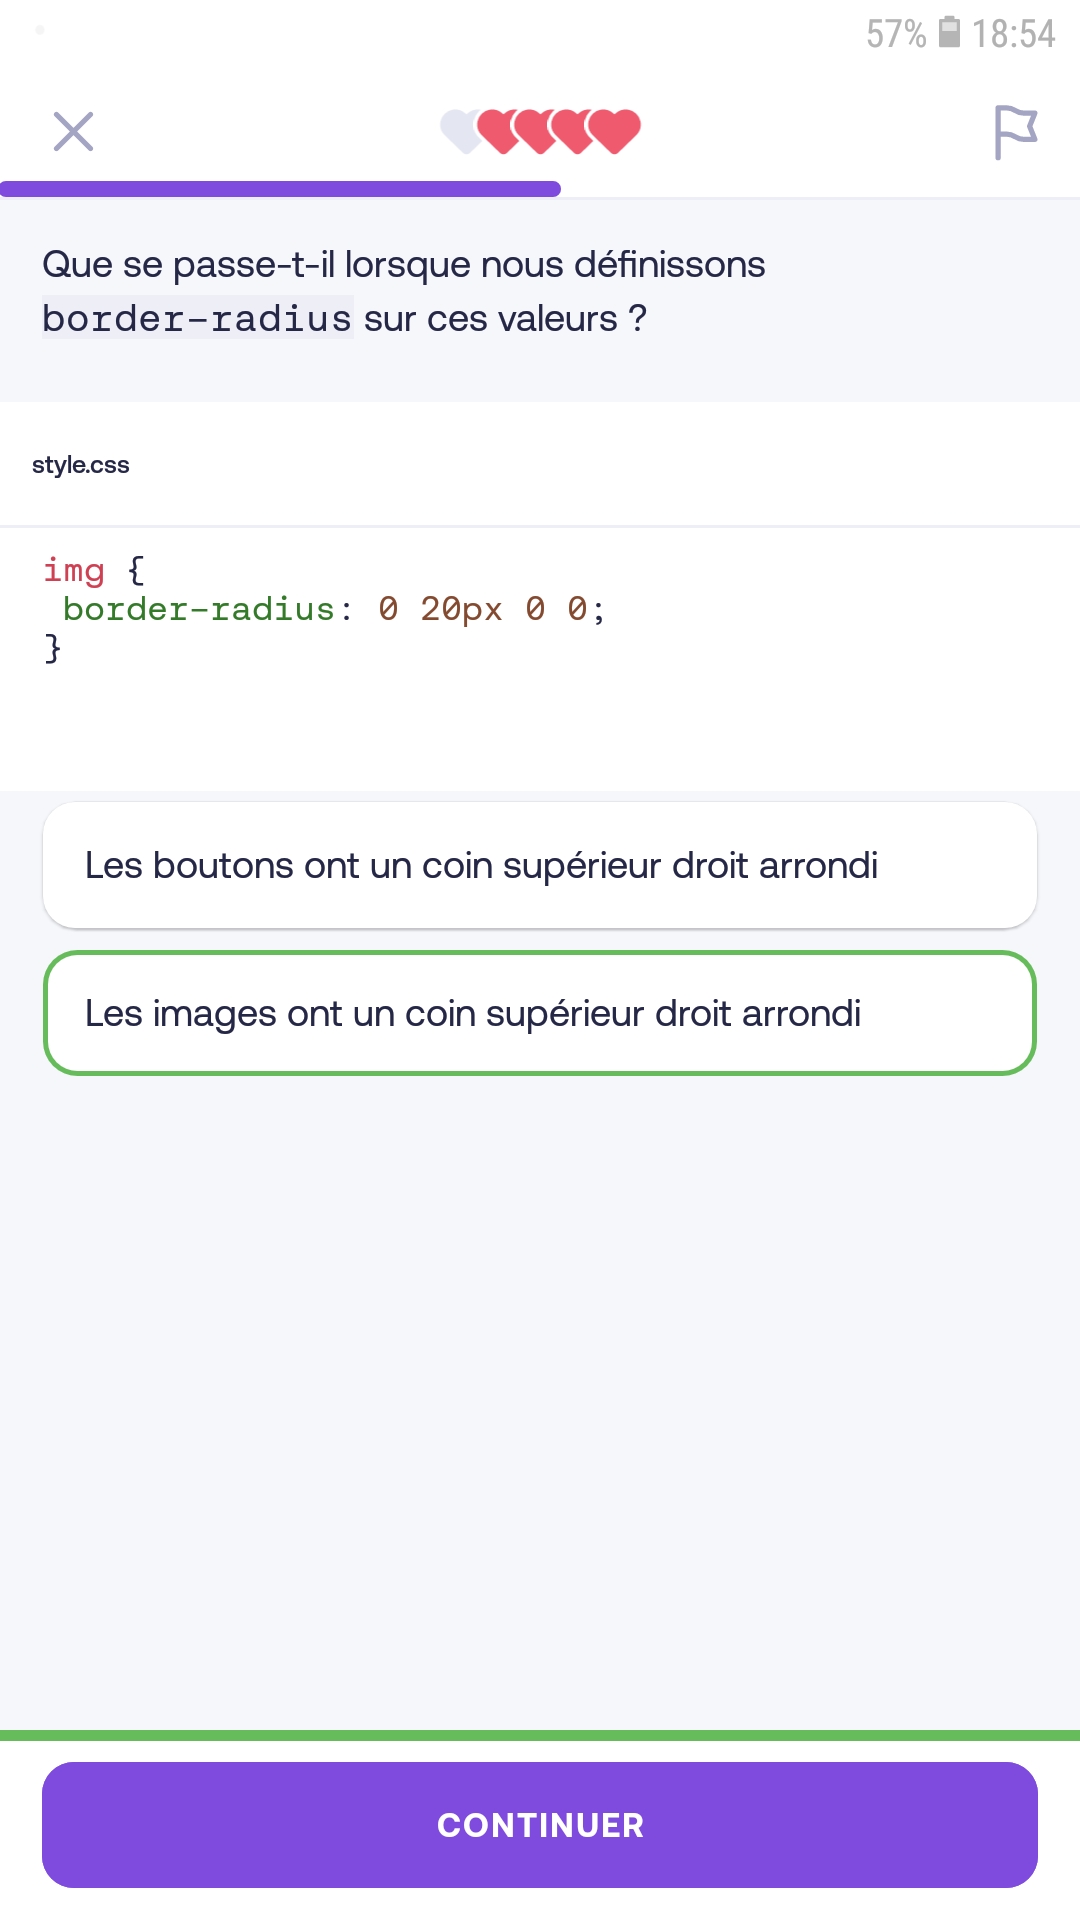 57% 18:54
Que se passe-t-il lorsque nous définissons
border-radius sur ces valeurs ?
style.css
img {
 border-radius: 0 20px 0 0;
}
Les boutons ont un coin supérieur droit arrondi
Les images ont un coin supérieur droit arrondi
CONTINUER